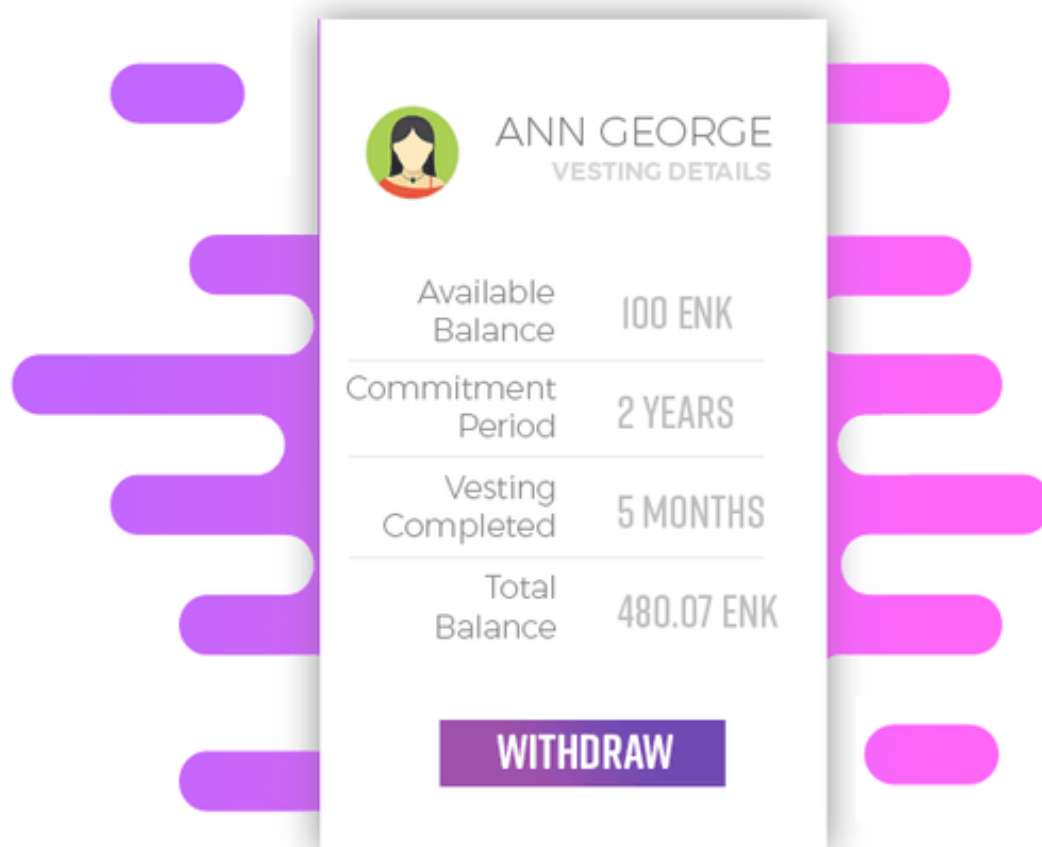 ANN GEORGE
VESTING DETAILS
Available
Balance
100 ENK
Commitment
Period
2 YEARS
Vesting
Completed
5 MONTHS
Total
Balance
480.07 ENK
WITHDRAW